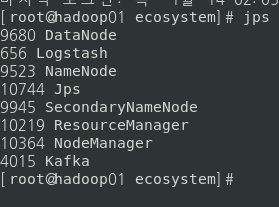 [root@hadoop01 ecosystem]# jps
9680 DataNode
656 Logstash
9523 NameNode
10744 Jps
9945 SecondaryNameNode
10219 ResourceManager
10364 NodeManager
4015 Kafka
[root@hadoop01 ecosystem]#